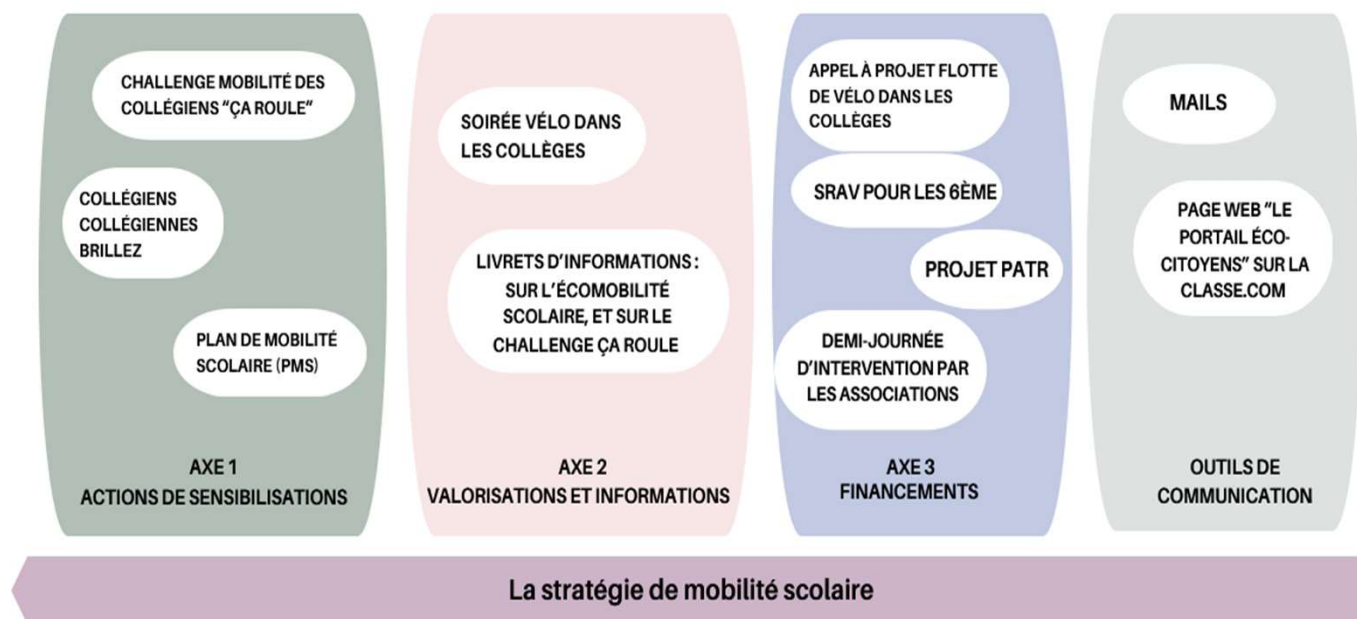 CHALLENGE MOBILITÉ DES
COLLÉGIENS “ÇA ROULE”
COLLÉGIENS
COLLÉGIENNES
BRILLEZ
PLAN DE MOBILITÉ
SCOLAIRE (PMS)
AXE 1
ACTIONS DE SENSIBILISATIONS
SOIRÉE VÉLO DANS
LES COLLÈGES
LIVRETS D’INFORMATIONS :
SUR L’ÉCOMOBILITÉ
SCOLAIRE, ET SUR LE
CHALLENGE ÇA ROULE
AXE 2
VALORISATIONS ET INFORMATIONS
APPEL À PROJET FLOTTE
DE VÉLO DANS LES
COLLÈGES
SRAV POUR LES 6ÈME
PROJET PATR
DEMI-JOURNÉE
D’INTERVENTION PAR
LES ASSOCIATIONS
AXE 3
FINANCEMENTS
MAILS
PAGE WEB “LE
PORTAIL ÉCO-
CITOYENS” SUR LA
CLASSE.COM
OUTILS DE
COMMUNICATION
La stratégie de mobilité scolaire